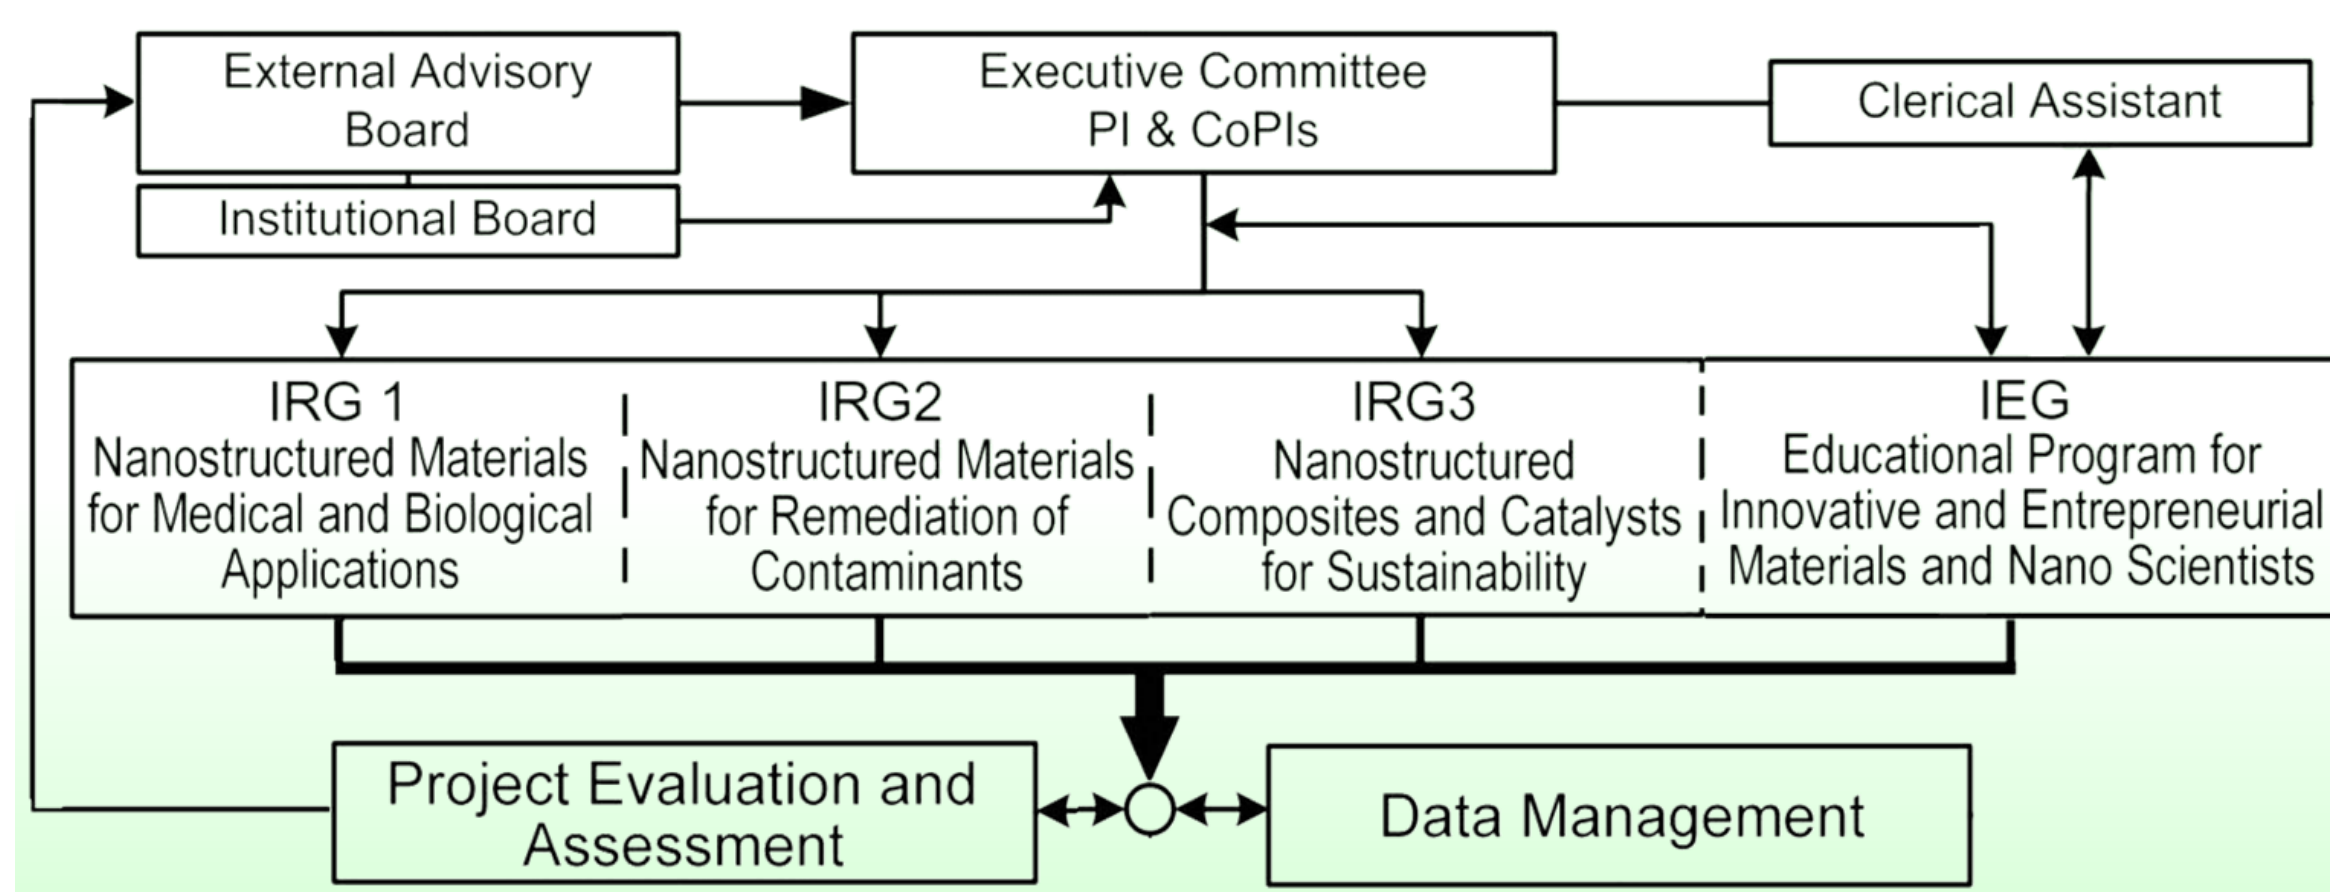 External Advisory
Board
Executive Committee
PI & CoPIs
Clerical Assistant
Institutional Board
IRG 1
Nanostructured Materials
for Medical and Biological
Applications
IRG2
Nanostructured Materials
for Remediation of
Contaminants
IRG3
Nanostructured
Composites and Catalysts
for Sustainability
IEG
Educational Program for
Innovative and Entrepreneurial
Materials and Nano Scientists
Project Evaluation and
Assessment
Data Management